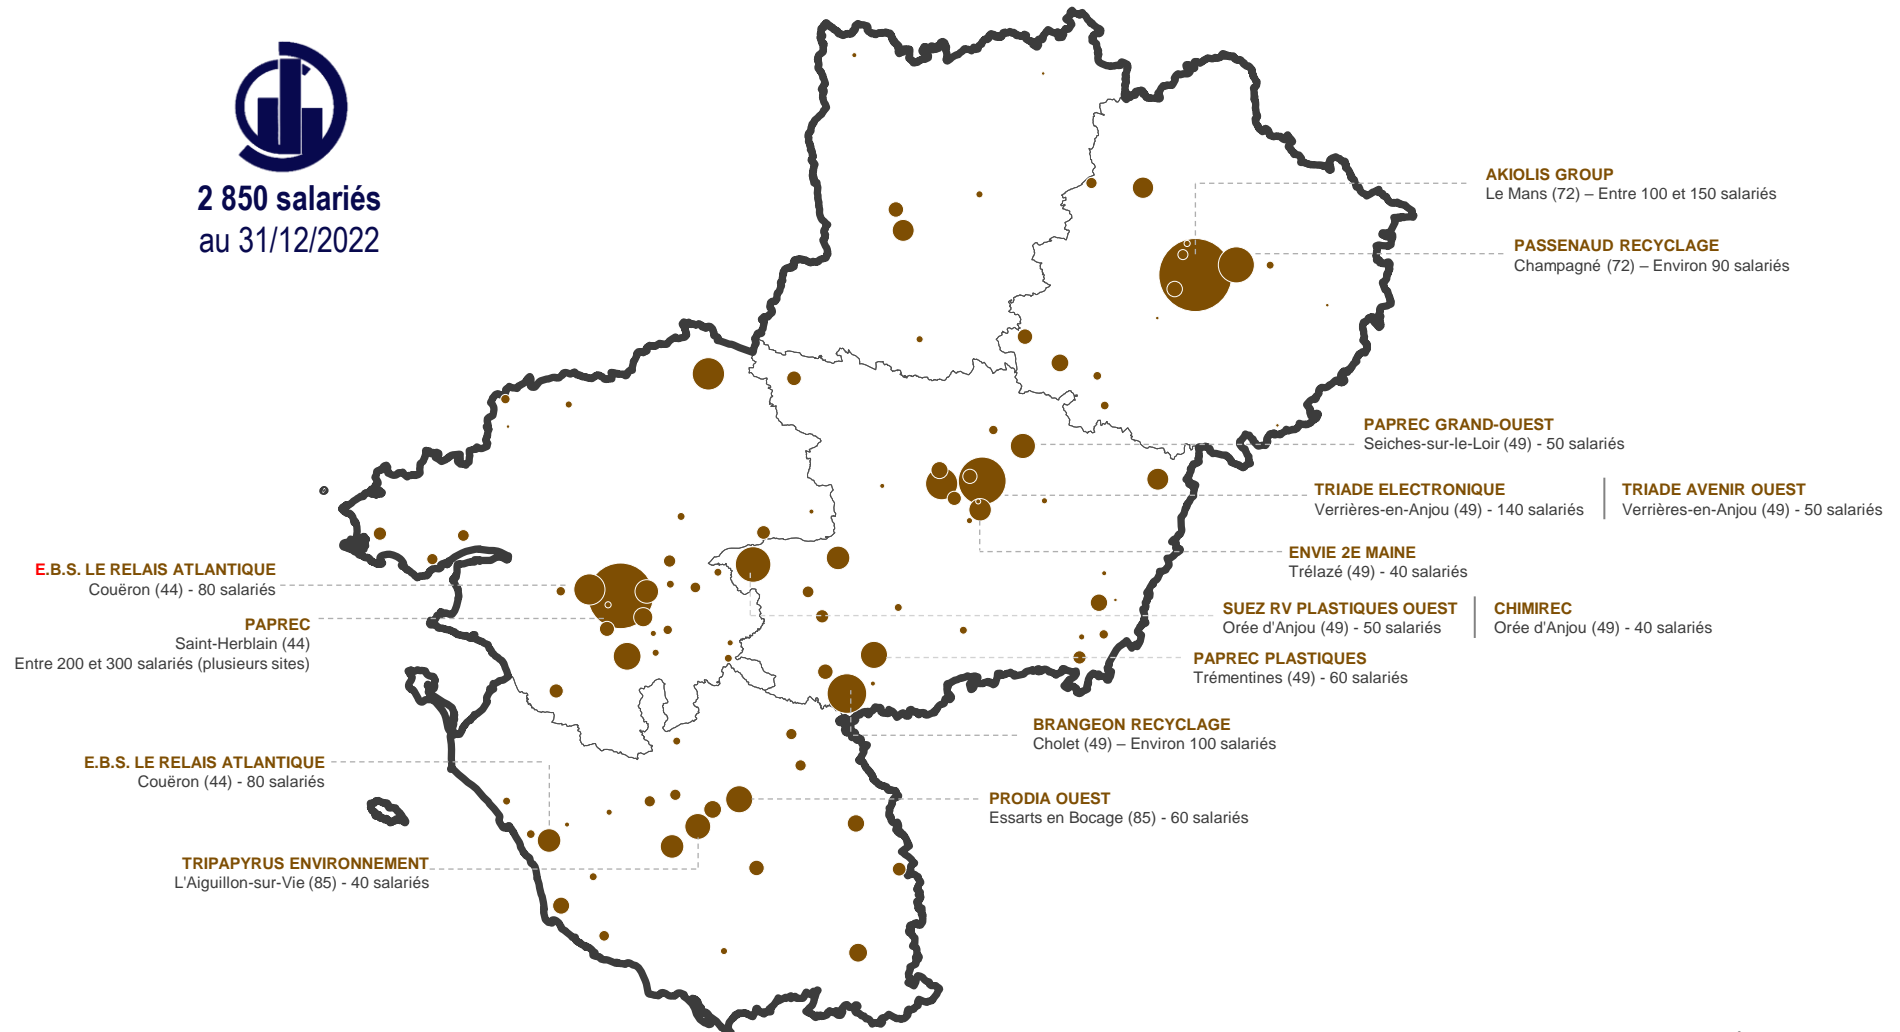 2 850 salariés
au 31/12/2022
AKIOLIS GROUP
Le Mans (72) – Entre 100 et 150 salariés
PASSENAUD RECYCLAGE
Champagné (72) – Environ 90 salariés
PAPREC GRAND-OUEST
Seiches-sur-le-Loir (49) - 50 salariés
TRIADE ELECTRONIQUE
Verrières-en-Anjou (49) - 140 salariés
TRIADE AVENIR OUEST
Verrières-en-Anjou (49) - 50 salariés
ENVIE 2E MAINE
Trélazé (49) - 40 salariés
E.B.S. LE RELAIS ATLANTIQUE
Couëron (44) - 80 salariés
PAPREC
Saint-Herblain (44)
Entre 200 et 300 salariés (plusieurs sites)
SUEZ RV PLASTIQUES OUEST
Orée d'Anjou (49) - 50 salariés
CHIMIREC
Orée d'Anjou (49) - 40 salariés
PAPREC PLASTIQUES
Trémentines (49) - 60 salariés
BRANGEON RECYCLAGE
Cholet (49) – Environ 100 salariés
E.B.S. LE RELAIS ATLANTIQUE
Couëron (44) - 80 salariés
PRODIA OUEST
Essarts en Bocage (85) - 60 salariés
TRIPAPYRUS ENVIRONNEMENT
L'Aiguillon-sur-Vie (85) - 40 salariés